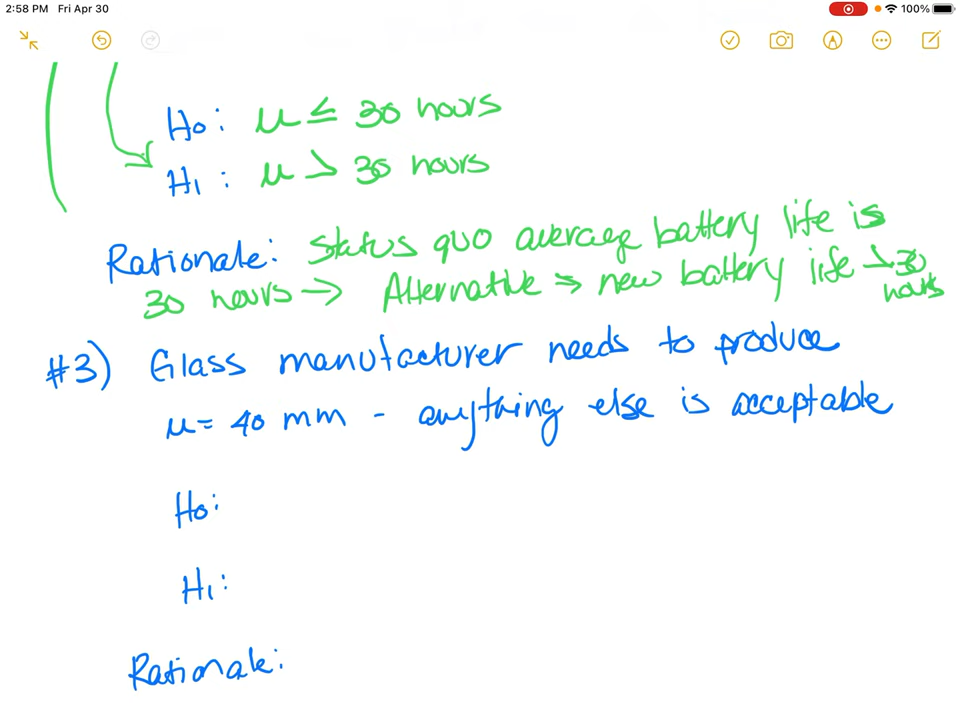 2:58 PM Fri Apr 30 100%
Ho: μ ≤ 30 hours
H1: μ > 30 hours
Rationale: Status quo average battery life is
30 hours → Alternative ⇒ new battery life > 30
hours
#3) Glass manufacturer needs to produce
μ = 40 mm - anything else is acceptable
Ho:
H1:
Rationale: